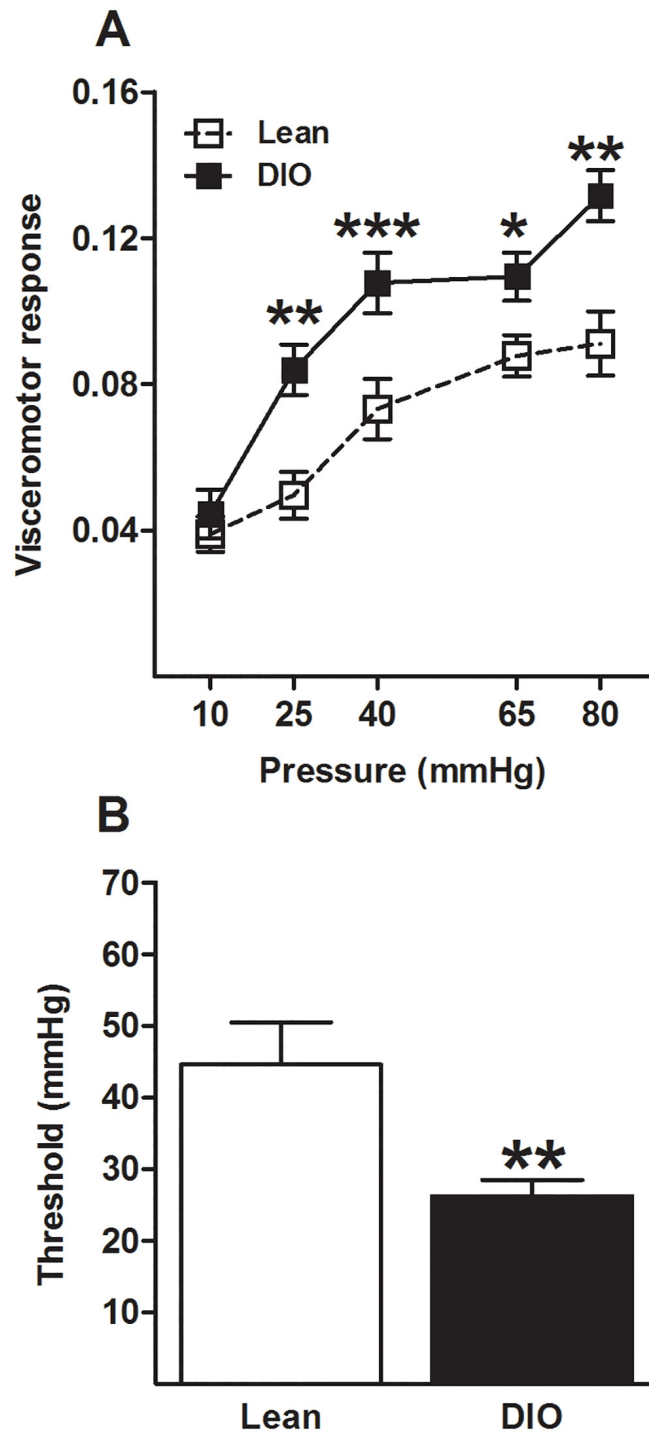 A
0.16
Lean
DIO
**
***
*
**
0.12
0.08
0.04
Visceromotor response
10 25 40 65 80
Pressure (mmHg)
B
70
60
50
40
30
20
10
Threshold (mmHg)
**
Lean DIO